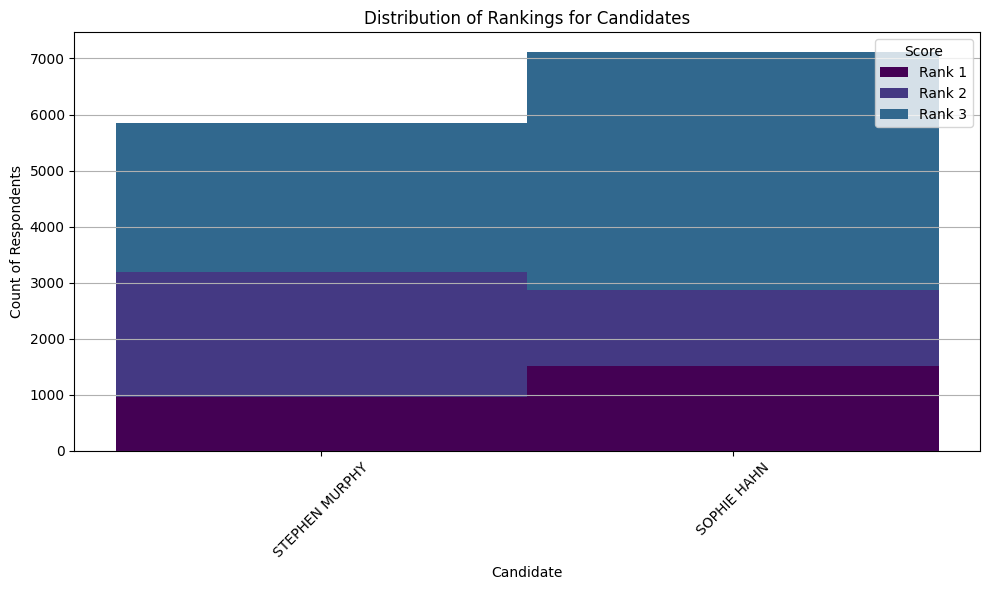 Distribution of Rankings for Candidates
Score
Rank 1
Rank 2
Rank 3
7000
6000
5000
4000
3000
2000
1000
0
Count of Respondents
STEPHEN MURPHY
SOPHIE HAHN
Candidate